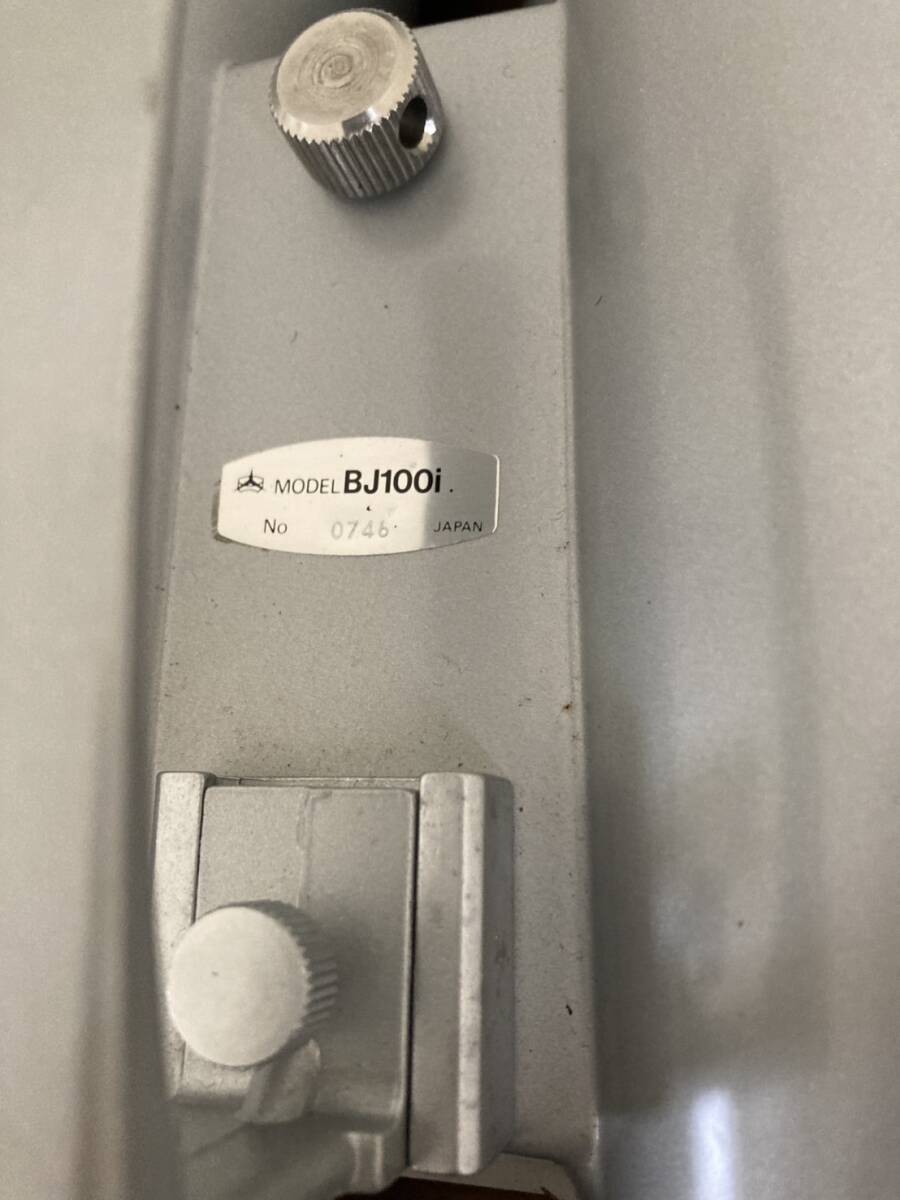 MODEL BJ100i
No 0746 JAPAN